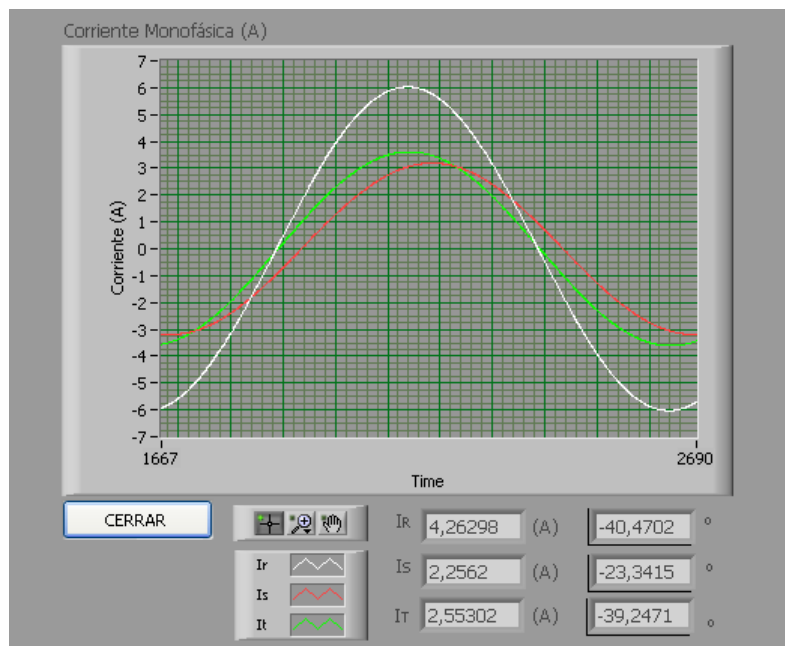 Corriente Monofásica (A)
7
6
5
4
3
2
1
0
-1
-2
-3
-4
-5
-6
-7
Corriente (A)
1667 2690
Time
CERRAR
IR 4,26298 (A) -40,4702 º
Ir
IS 2,2562 (A) -23,3415 º
Is
IT 2,55302 (A) -39,2471 º
It